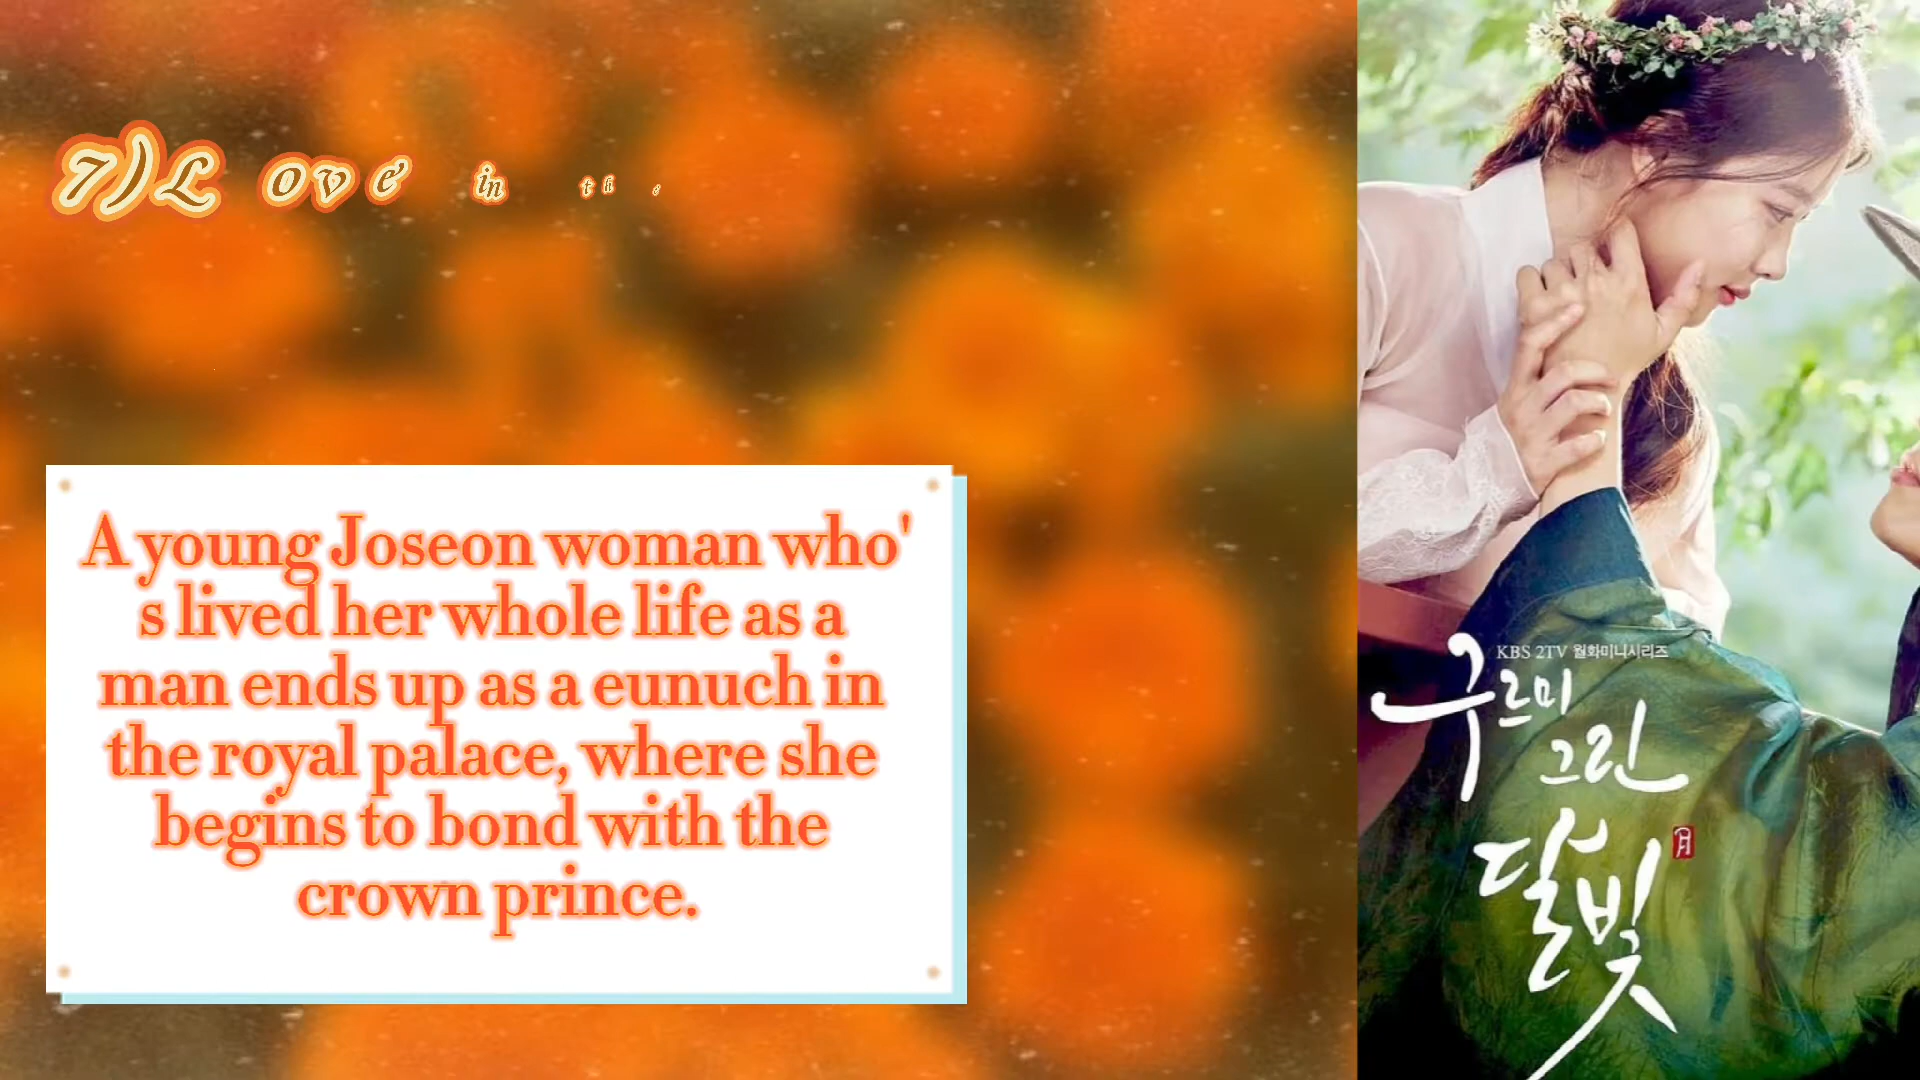 7)Love in the
A young Joseon woman who'
s lived her whole life as a
man ends up as a eunuch in
the royal palace, where she
begins to bond with the
crown prince.
KBS 2TV 월화미니시리즈
구르미
그린
달빛
月